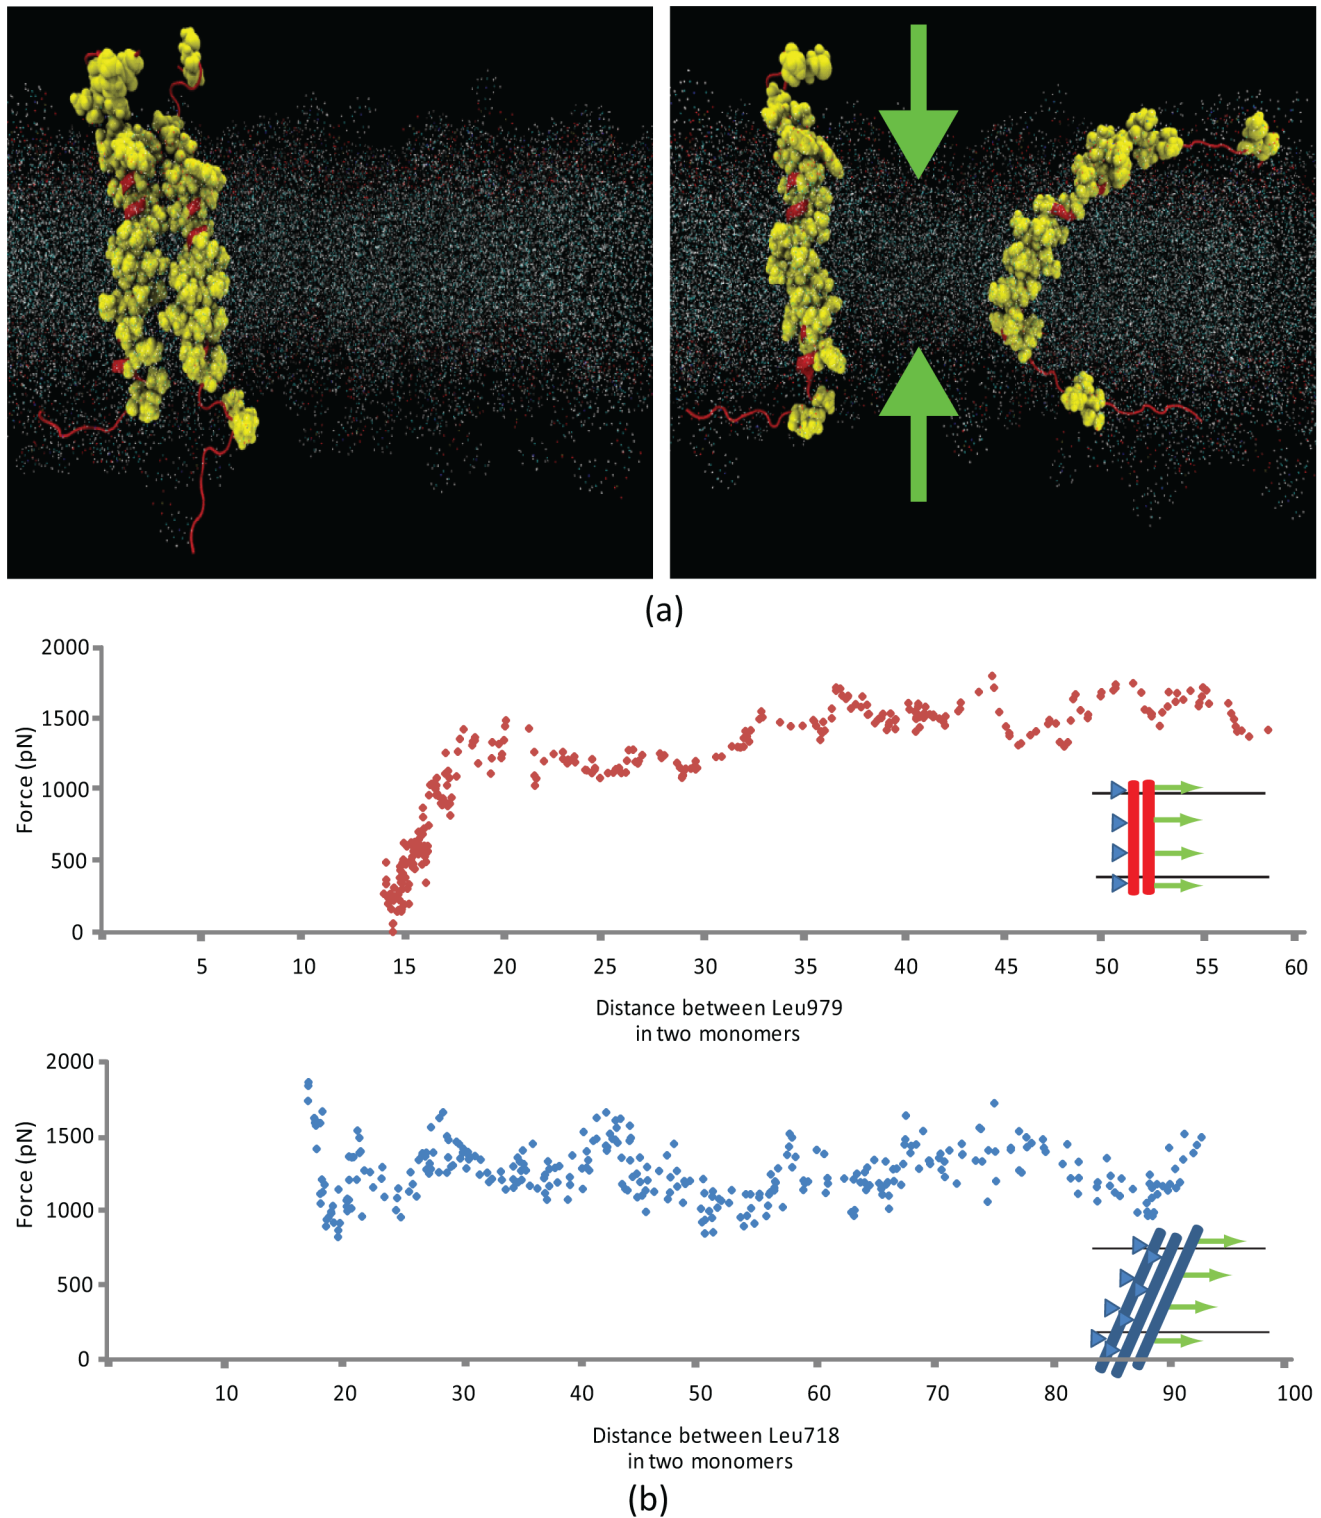 (a)
2000
1500
1000
500
0
Force (pN)
5 10 15 20 25 30 35 40 45 50 55 60
Distance between Leu979
in two monomers
2000
1500
1000
500
0
Force (pN)
10 20 30 40 50 60 70 80 90 100
Distance between Leu718
in two monomers
(b)